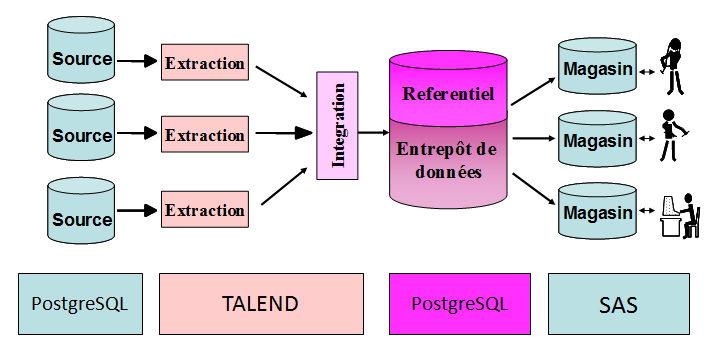 Source
Extraction
Source
Extraction
Source
Extraction
Integration
Referentiel
Entrepôt de
données
Magasin
Magasin
Magasin
PostgreSQL
TALEND
PostgreSQL
SAS